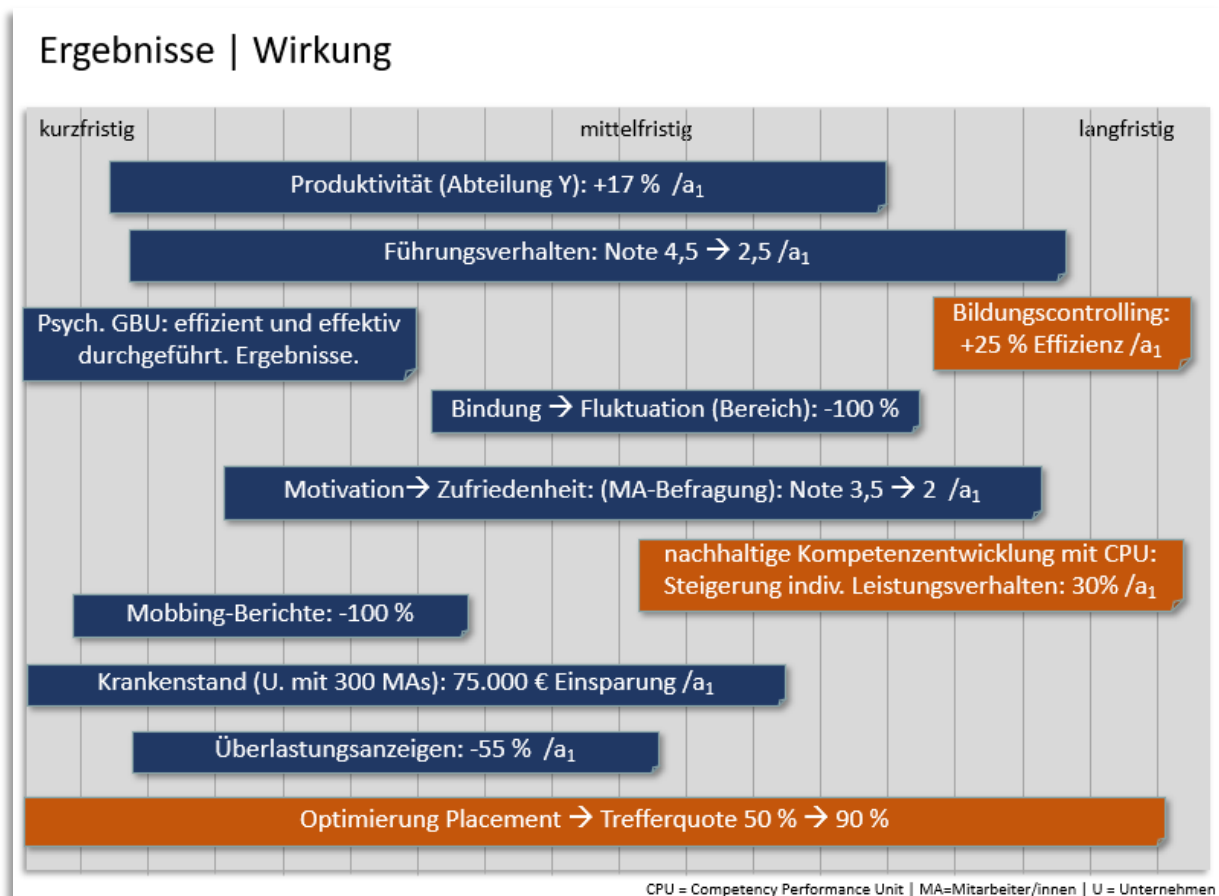 Ergebnisse | Wirkung
kurzfristig
mittelfristig
langfristig
Produktivität (Abteilung Y): +17 % /a₁
Führungsverhalten: Note 4,5 → 2,5 /a₁
Psych. GBU: effizient und effektiv
durchgeführt. Ergebnisse.
Bildungscontrolling:
+25 % Effizienz /a₁
Bindung → Fluktuation (Bereich): -100 %
Motivation→ Zufriedenheit: (MA-Befragung): Note 3,5 → 2 /a₁
nachhaltige Kompetenzentwicklung mit CPU:
Steigerung indiv. Leistungsverhalten: 30% /a₁
Mobbing-Berichte: -100 %
Krankenstand (U. mit 300 MAs): 75.000 € Einsparung /a₁
Überlastungsanzeigen: -55 % /a₁
Optimierung Placement → Trefferquote 50 % → 90 %
CPU = Competency Performance Unit | MA=Mitarbeiter/innen | U = Unternehmen